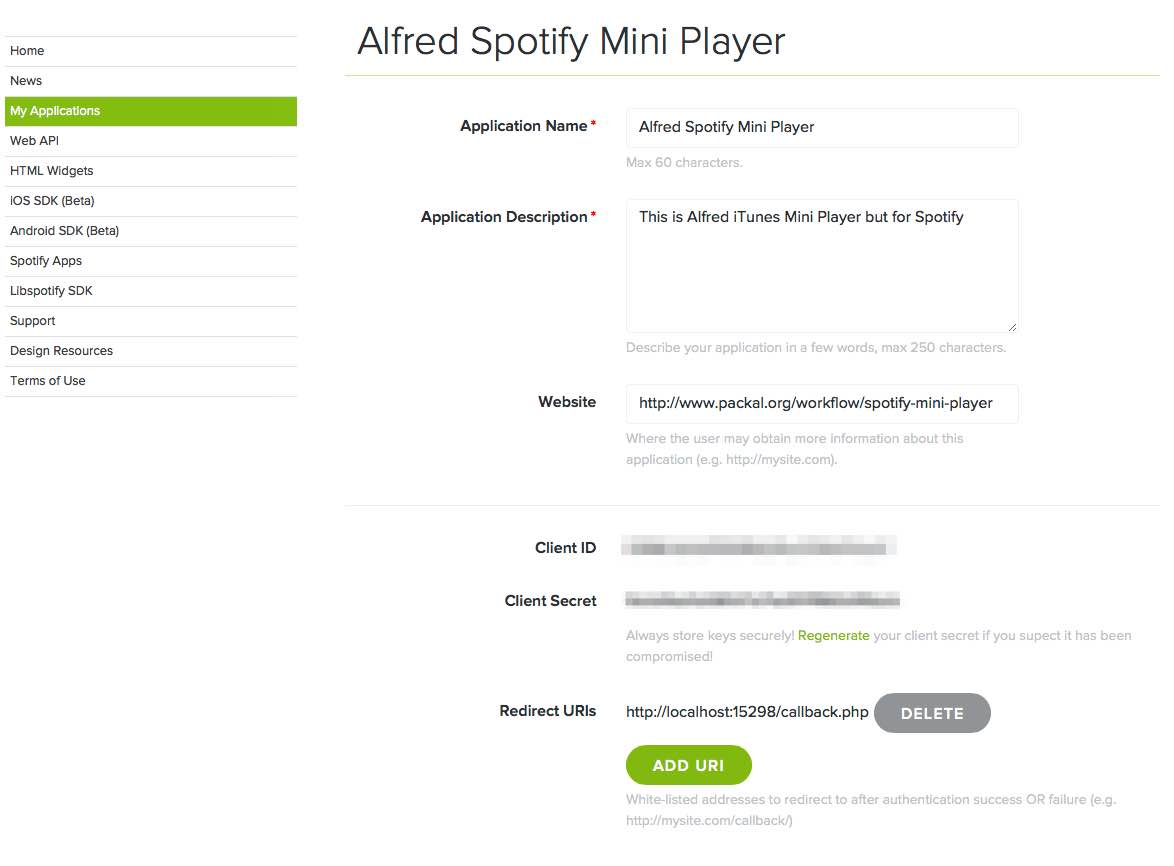 Home
News
My Applications
Web API
HTML Widgets
iOS SDK (Beta)
Android SDK (Beta)
Spotify Apps
Libspotify SDK
Support
Design Resources
Terms of Use
Alfred Spotify Mini Player
Application Name*
Alfred Spotify Mini Player
Max 60 characters.
Application Description*
This is Alfred iTunes Mini Player but for Spotify
Describe your application in a few words, max 250 characters.
Website
http://www.packal.org/workflow/spotify-mini-player
Where the user may obtain more information about this
application (e.g. http://mysite.com).
Client ID
Client Secret
Always store keys securely! Regenerate your client secret if you supect it has been
compromised!
Redirect URIs
http://localhost:15298/callback.php
DELETE
ADD URI
White-listed addresses to redirect to after authentication success OR failure (e.g.
http://mysite.com/callback/)